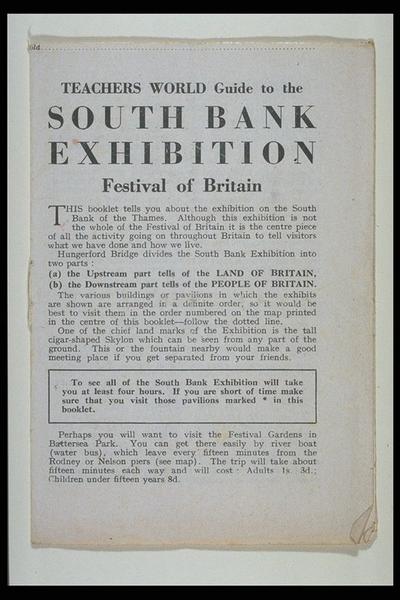 TEACHERS WORLD Guide to the
SOUTH BANK
EXHIBITION
Festival of Britain
THIS booklet tells you about the exhibition on the South
Bank of the Thames. Although this exhibition is not
the whole of the Festival of Britain it is the centre piece
of all the activity going on throughout Britain to tell visitors
what we have done and how we live.
Hungerford Bridge divides the South Bank Exhibition into
two parts :
(a) the Upstream part tells of the LAND OF BRITAIN,
(b) the Downstream part tells of the PEOPLE OF BRITAIN.
The various buildings or pavilions in which the exhibits
are shown are arranged in a definite order, so it would be
best to visit them in the order numbered on the map printed
in the centre of this booklet—follow the dotted line.
One of the chief land marks of the Exhibition is the tall
cigar-shaped Skylon which can be seen from any part of the
ground. This or the fountain nearby would make a good
meeting place if you get separated from your friends.
To see all of the South Bank Exhibition will take
you at least four hours. If you are short of time make
sure that you visit those pavilions marked * in this
booklet.
Perhaps you will want to visit the Festival Gardens in
Battersea Park. You can get there easily by river boat
(water bus), which leave every fifteen minutes from the
Rodney or Nelson piers (see map). The trip will take about
fifteen minutes each way and will cost : Adults 1s. 3d.;
Children under fifteen years 8d.